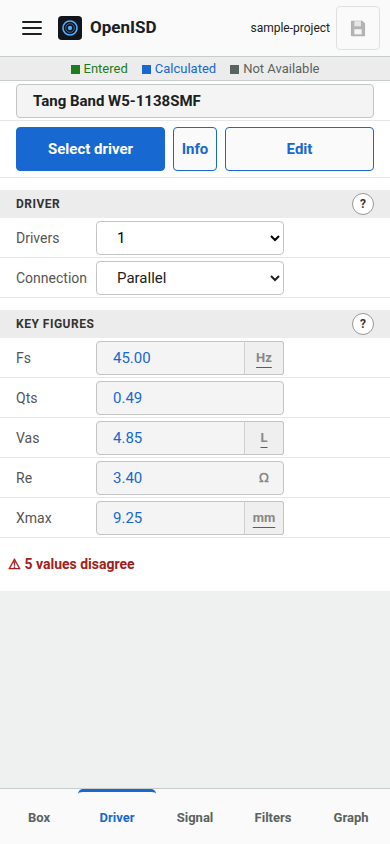 OpenISD
sample-project
Entered Calculated Not Available
Tang Band W5-1138SMF
Select driver Info Edit
DRIVER ?
Drivers 1
Connection Parallel
KEY FIGURES ?
Fs 45.00 Hz
Qts 0.49
Vas 4.85 L
Re 3.40 Ω
Xmax 9.25 mm
⚠ 5 values disagree
Box Driver Signal Filters Graph